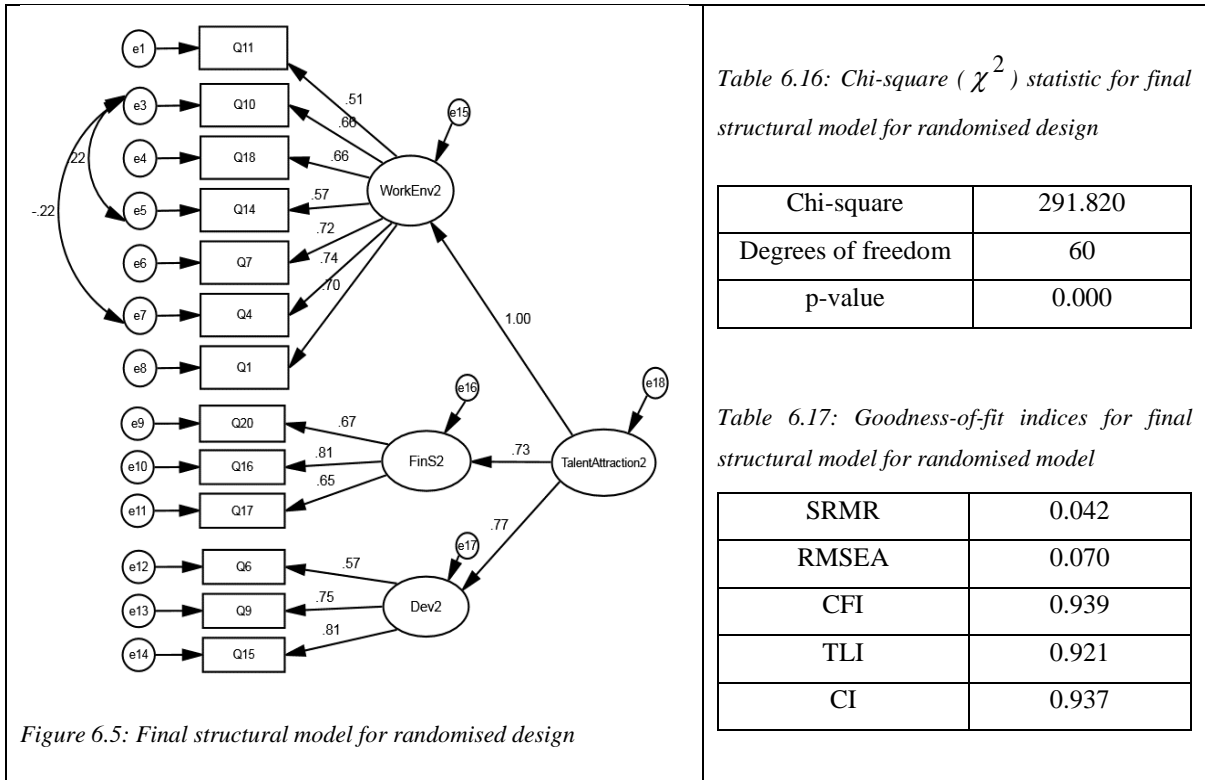 e1
Q11
.51
e3
Q10
.66
e15
e4
Q18
.66
22
WorkEnv2
e5
Q14
.57
-.22
e6
Q7
.72
.74
e7
Q4
.70
1.00
e8
Q1
e16
e18
e9
Q20
.67
e10
Q16
.81
FinS2
.73
TalentAttraction2
e11
Q17
.65
.77
e17
e12
Q6
.57
e13
Q9
.75
Dev2
e14
Q15
.81
Figure 6.5: Final structural model for randomised design
Table 6.16: Chi-square ( χ² ) statistic for final
structural model for randomised design
Chi-square 291.820
Degrees of freedom 60
p-value 0.000
Table 6.17: Goodness-of-fit indices for final
structural model for randomised model
SRMR 0.042
RMSEA 0.070
CFI 0.939
TLI 0.921
CI 0.937